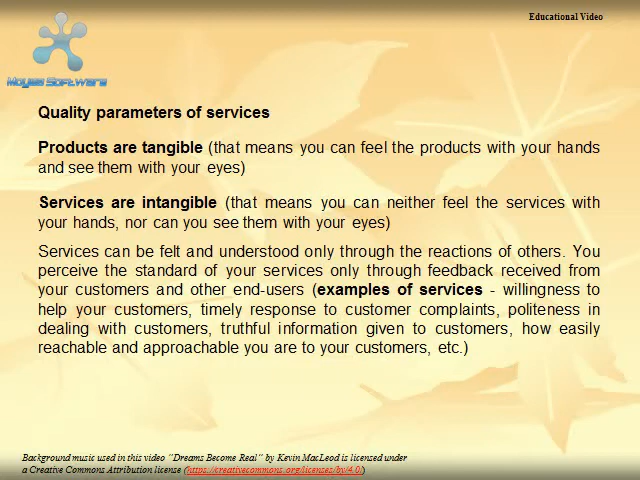 Educational Video
Moyea Software
Quality parameters of services
Products are tangible (that means you can feel the products with your hands
and see them with your eyes)
Services are intangible (that means you can neither feel the services with
your hands, nor can you see them with your eyes)
Services can be felt and understood only through the reactions of others. You
perceive the standard of your services only through feedback received from
your customers and other end-users (examples of services - willingness to
help your customers, timely response to customer complaints, politeness in
dealing with customers, truthful information given to customers, how easily
reachable and approachable you are to your customers, etc.)
Background music used in this video "Dreams Become Real" by Kevin MacLeod is licensed under
a Creative Commons Attribution license (https://creativecommons.org/licenses/by/4.0/)